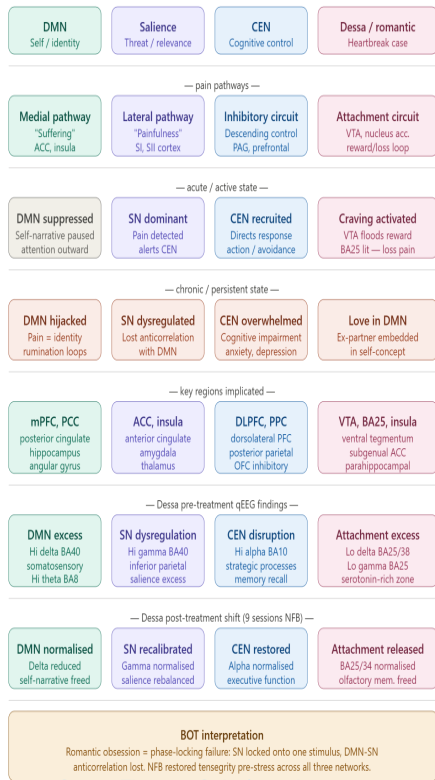 DMN
Self / identity
Salience
Threat / relevance
CEN
Cognitive control
Dessa / romantic
Heartbreak case
— pain pathways —
Medial pathway
"Suffering"
ACC, insula
Lateral pathway
"Painfulness"
SI, SII cortex
Inhibitory circuit
Descending control
PAG, prefrontal
Attachment circuit
VTA, nucleus acc.
reward/loss loop
— acute / active state —
DMN suppressed
Self-narrative paused
attention outward
SN dominant
Pain detected
alerts CEN
CEN recruited
Directs response
action / avoidance
Craving activated
VTA floods reward
BA25 lit — loss pain
— chronic / persistent state —
DMN hijacked
Pain = identity
rumination loops
SN dysregulated
Lost anticorrelation
with DMN
CEN overwhelmed
Cognitive impairment
anxiety, depression
Love in DMN
Ex-partner embedded
in self-concept
— key regions implicated —
mPFC, PCC
posterior cingulate
hippocampus
angular gyrus
ACC, insula
anterior cingulate
amygdala
thalamus
DLPFC, PPC
dorsolateral PFC
posterior parietal
OFC inhibitory
VTA, BA25, insula
ventral tegmentum
subgenual ACC
parahippocampal
— Dessa pre-treatment qEEG findings —
DMN excess
Hi delta BA40
somatosensory
Hi theta BA8
SN dysregulation
Hi gamma BA40
inferior parietal
salience excess
CEN disruption
Hi alpha BA10
strategic processes
memory recall
Attachment excess
Lo delta BA25/38
Lo gamma BA25
serotonin-rich zone
— Dessa post-treatment shift (9 sessions NFB) —
DMN normalised
Delta reduced
self-narrative freed
SN recalibrated
Gamma normalised
salience rebalanced
CEN restored
Alpha normalised
executive function
Attachment released
BA25/34 normalised
olfactory mem. freed
BOT interpretation
Romantic obsession = phase-locking failure: SN locked onto one stimulus, DMN-SN
anticorrelation lost. NFB restored tensegrity pre-stress across all three networks.